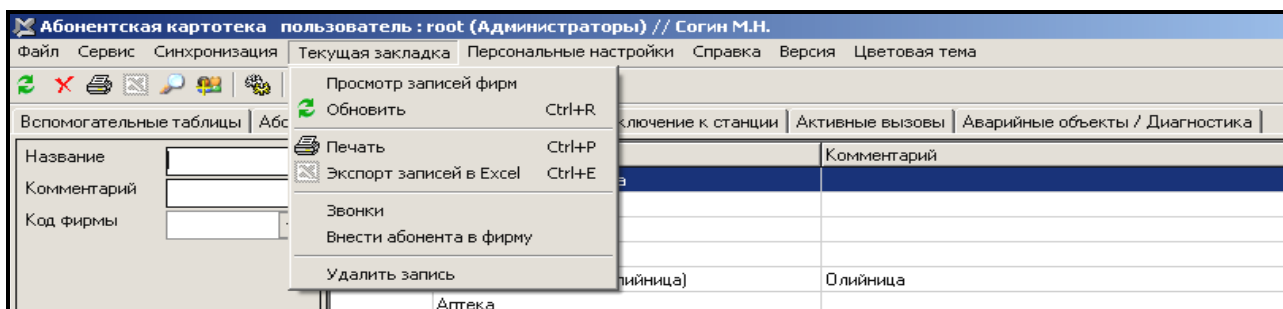 Абонентская картотека пользователь : root (Администраторы) // Согин М.Н.
Файл Сервис Синхронизация Текущая закладка Персональные настройки Справка Версия Цветовая тема
Просмотр записей фирм
Обновить Ctrl+R
Вспомогательные таблицы Або ключение к станции Активные вызовы Аварийные объекты / Диагностика
Печать Ctrl+P
Название Комментарий
Экспорт записей в Excel Ctrl+E
Комментарий
Звонки
Код фирмы
Внести абонента в фирму
Удалить запись
лийница) Олийница
Аптека